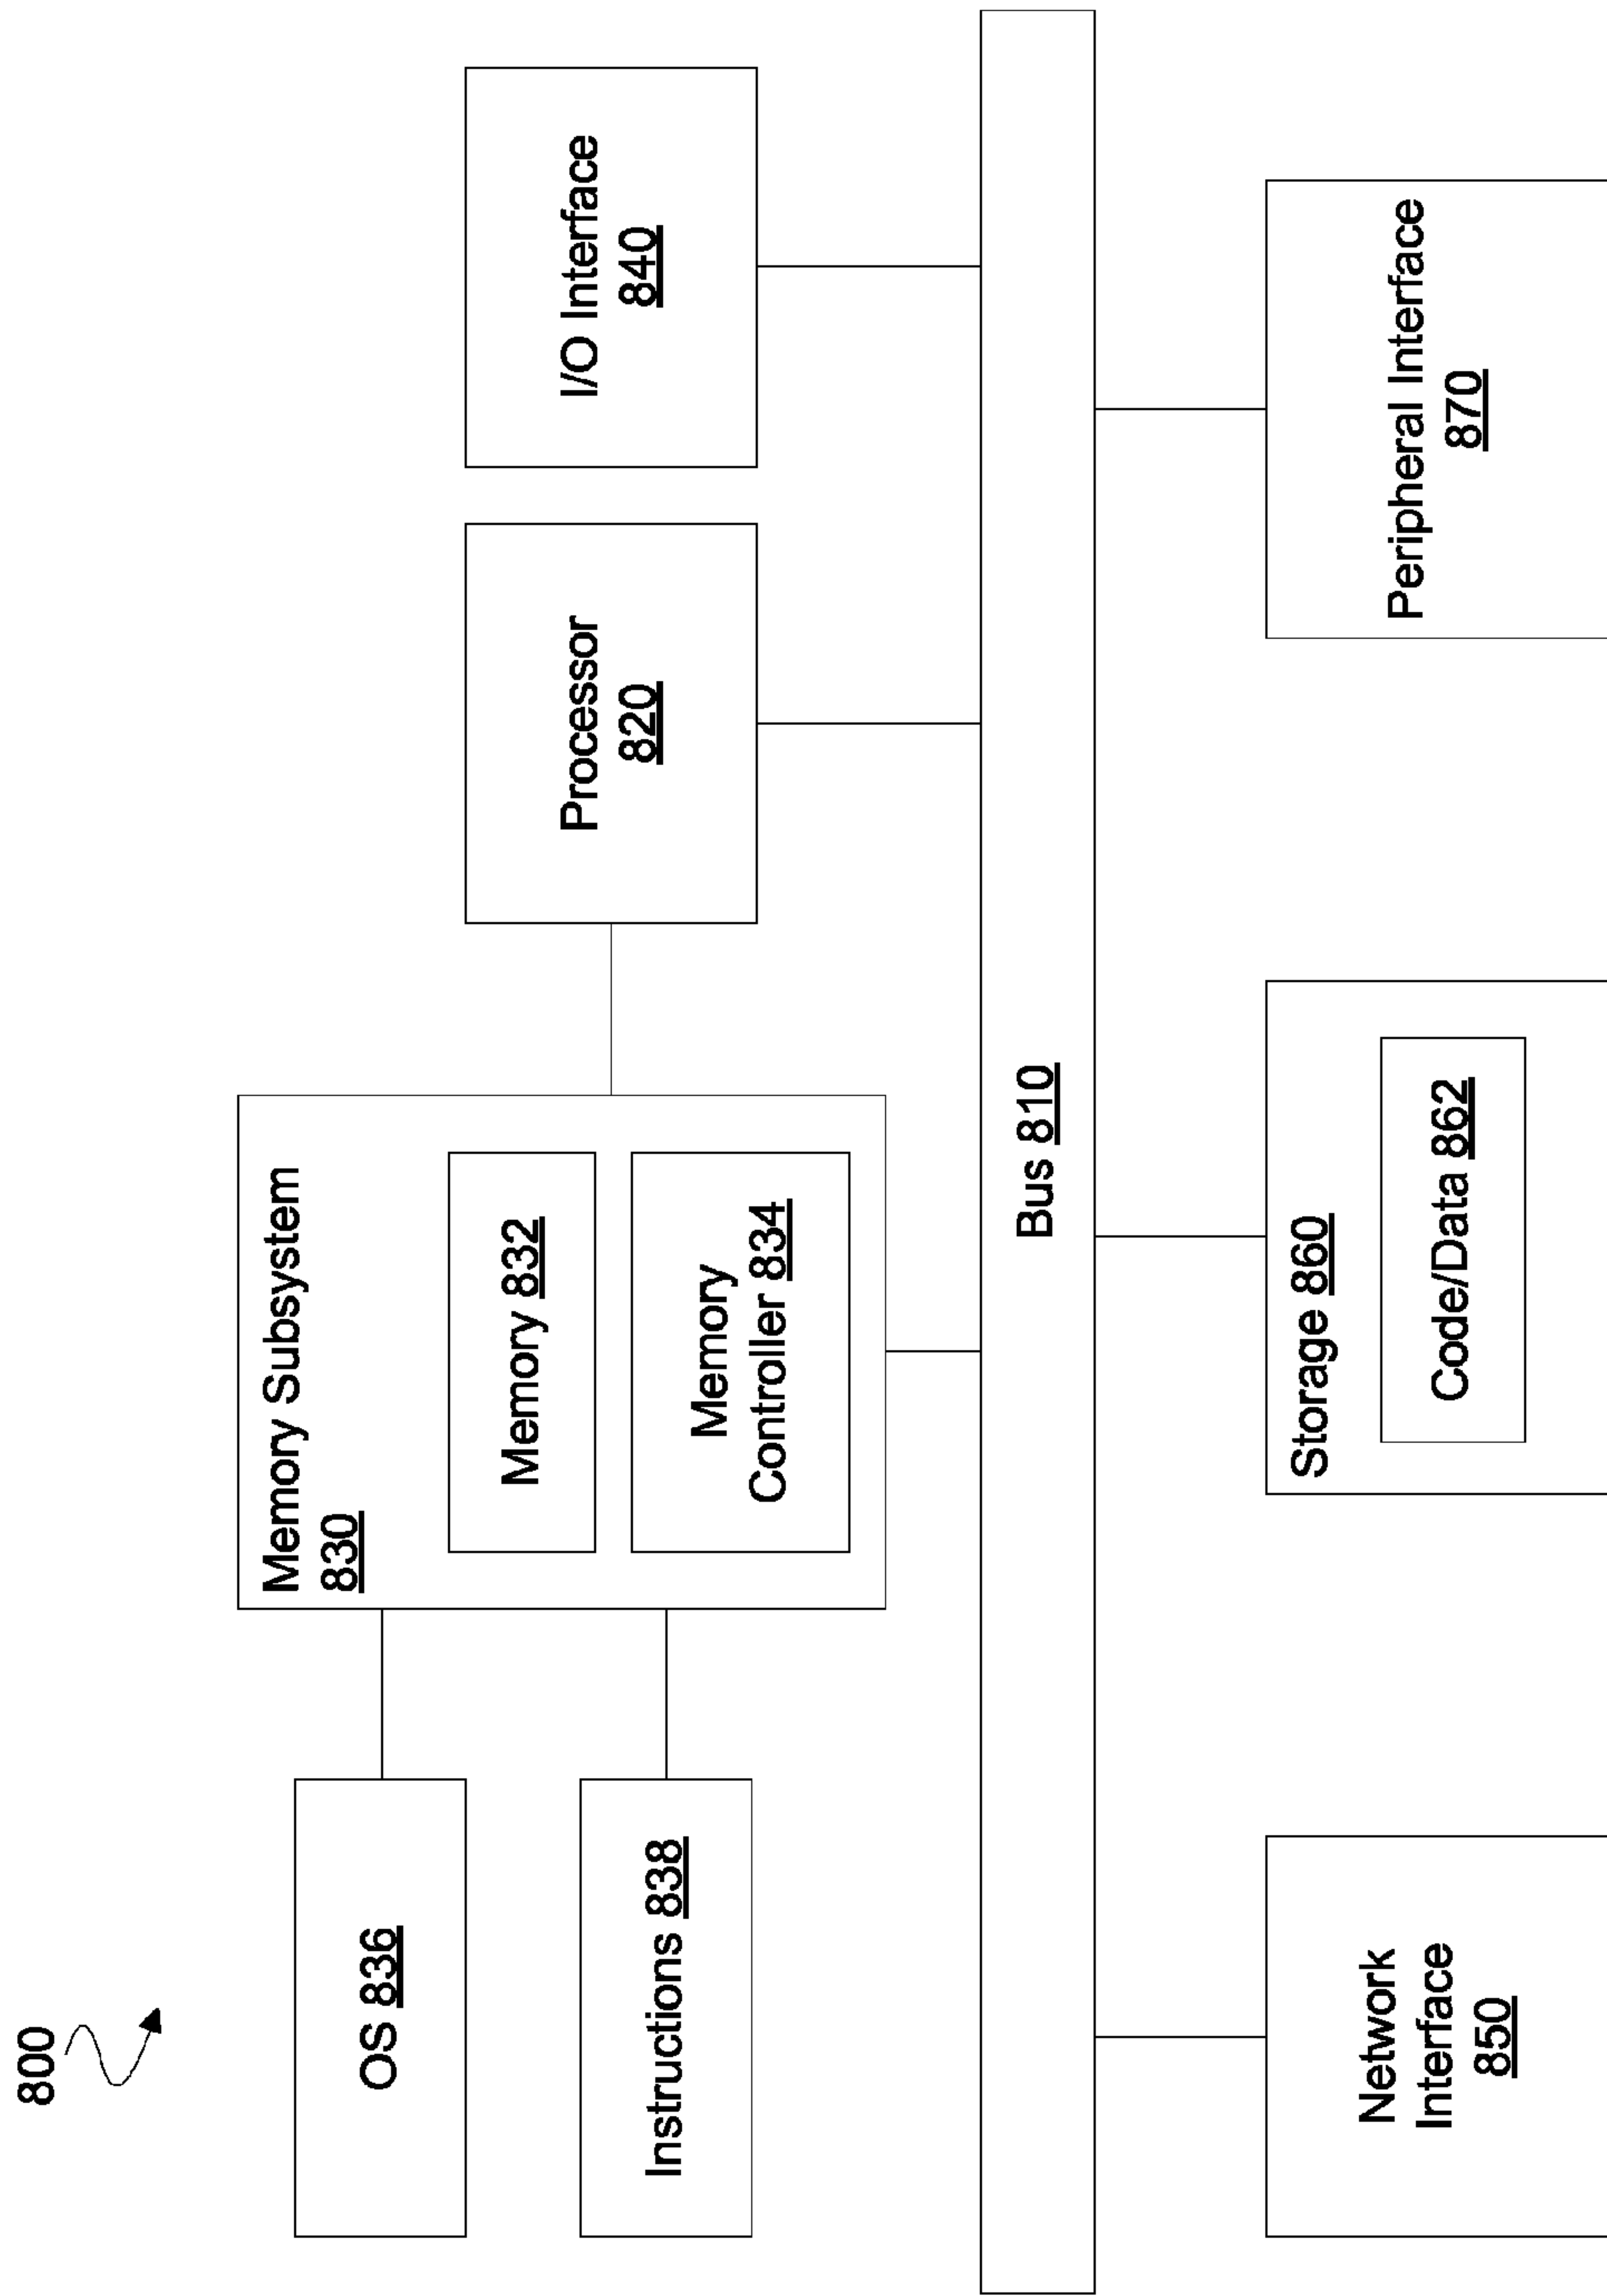 800
OS 836
Instructions 838
Memory Subsystem
830
Memory 832
Memory
Controller 834
Processor
820
I/O Interface
840
Bus 810
Network
Interface
850
Storage 860
Code/Data 862
Peripheral Interface
870